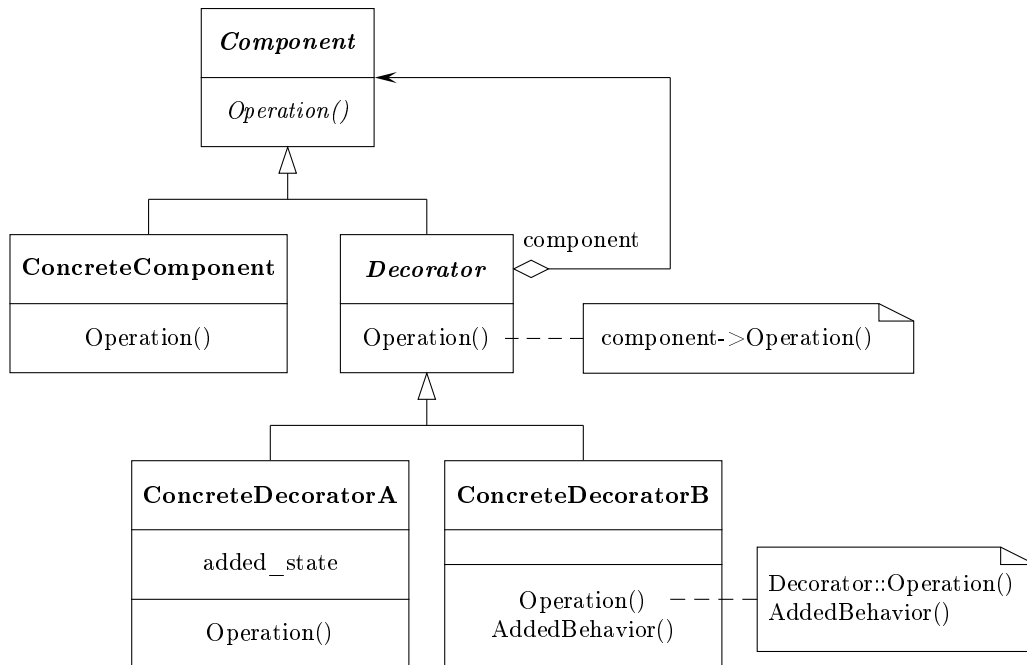 Component
Operation()
component
ConcreteComponent
Decorator
Operation()
Operation()
component->Operation()
ConcreteDecoratorA
ConcreteDecoratorB
added_state
Operation()
Operation()
AddedBehavior()
Decorator::Operation()
AddedBehavior()